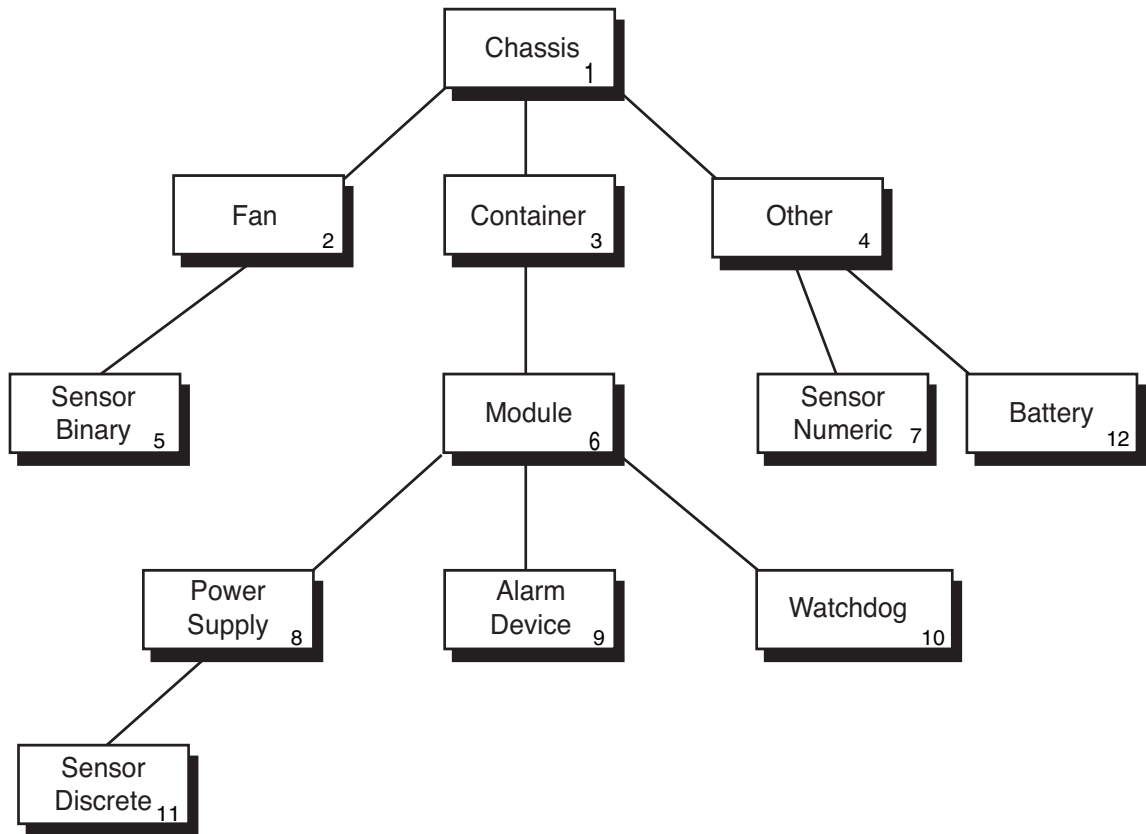 Chassis
1
Fan
2
Container
3
Other
4
Sensor
Binary
5
Module
6
Sensor
Numeric
7
Battery
12
Power
Supply
8
Alarm
Device
9
Watchdog
10
Sensor
Discrete
11